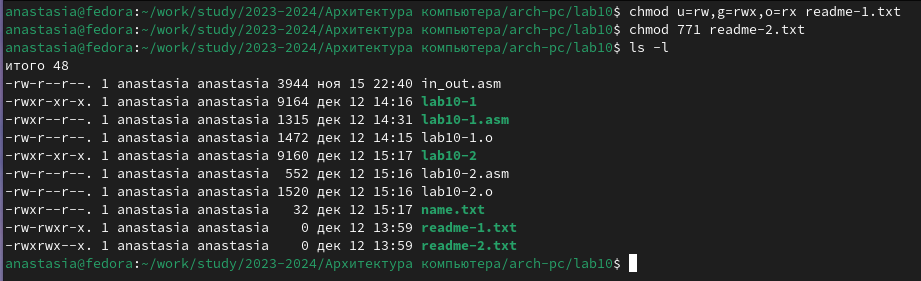 anastasia@fedora:~/work/study/2023-2024/Архитектура компьютера/arch-pc/lab10$ chmod u=rw,g=rwx,o=rx readme-1.txt
anastasia@fedora:~/work/study/2023-2024/Архитектура компьютера/arch-pc/lab10$ chmod 771 readme-2.txt
anastasia@fedora:~/work/study/2023-2024/Архитектура компьютера/arch-pc/lab10$ ls -l
итого 48
-rw-r--r--. 1 anastasia anastasia 3944 ноя 15 22:40 in_out.asm
-rwxr-xr-x. 1 anastasia anastasia 9164 дек 12 14:16 lab10-1
-rwxr--r--. 1 anastasia anastasia 1315 дек 12 14:31 lab10-1.asm
-rw-r--r--. 1 anastasia anastasia 1472 дек 12 14:15 lab10-1.o
-rwxr-xr-x. 1 anastasia anastasia 9160 дек 12 15:17 lab10-2
-rw-r--r--. 1 anastasia anastasia  552 дек 12 15:16 lab10-2.asm
-rw-r--r--. 1 anastasia anastasia 1520 дек 12 15:16 lab10-2.o
-rwxr--r--. 1 anastasia anastasia   32 дек 12 15:17 name.txt
-rw-rwxr-x. 1 anastasia anastasia    0 дек 12 13:59 readme-1.txt
-rwxrwx--x. 1 anastasia anastasia    0 дек 12 13:59 readme-2.txt
anastasia@fedora:~/work/study/2023-2024/Архитектура компьютера/arch-pc/lab10$